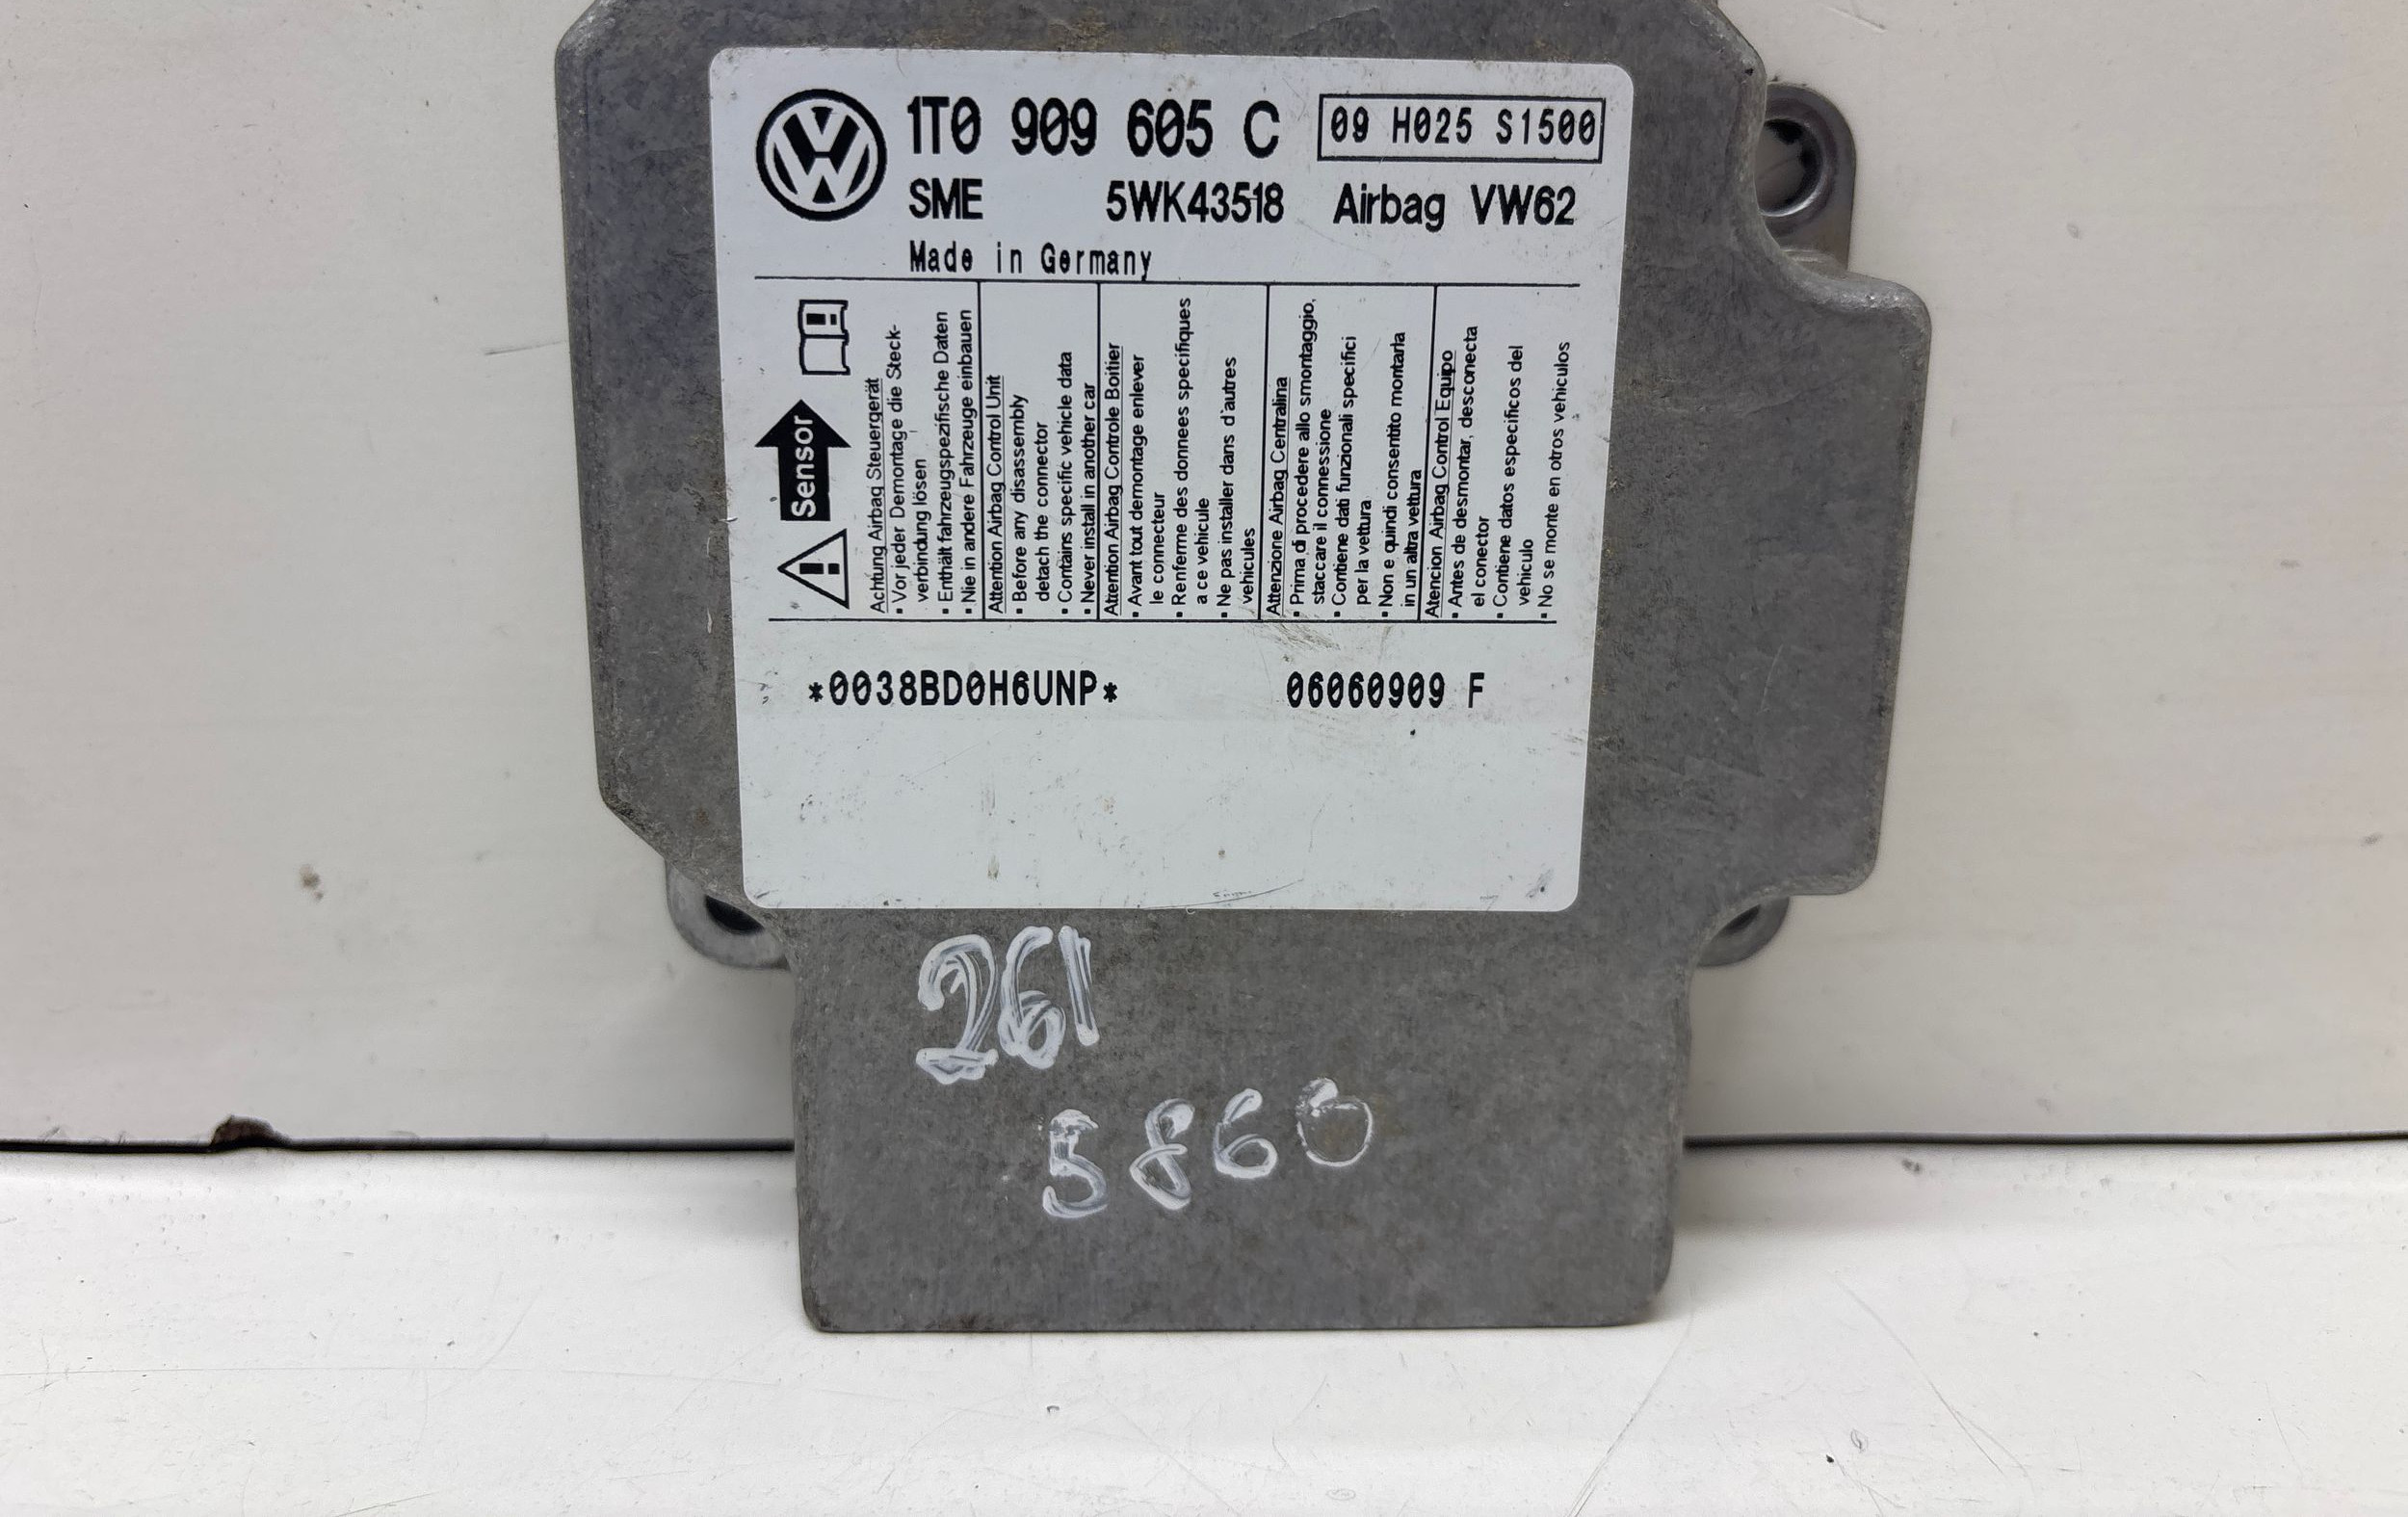 1T0 909 605 C 09 H025 S1500
SME 5WK43518 Airbag VW62
Made in Germany
Sensor
Achtung Airbag Steuergerät
▪ Vor jeder Demontage die Steck-
verbindung lösen
▪ Enthält fahrzeugspezifische Daten
▪ Nie in andere Fahrzeuge einbauen
Attention Airbag Control Unit
▪ Before any disassembly
detach the connector
▪ Contains specific vehicle data
▪ Never install in another car
Attention Airbag Controle Boitier
▪ Avant tout demontage enlever
le connecteur
▪ Renferme des donnees specifiques
a ce vehicule
▪ Ne pas installer dans d'autres
vehicules
Attenzione Airbag Centralina
▪ Prima di procedere allo smontaggio,
staccare il connessione
▪ Contiene dati funzionali specifici
per la vettura
▪ Non e quindi consentito montarla
in un altra vettura
Atencion Airbag Control Equipo
▪ Antes de desmontar, desconecta
el conector
▪ Contiene datos especificos del
vehiculo
▪ No se monte en otros vehiculos
*0038BD0H6UNP* 06060909 F
261
5860